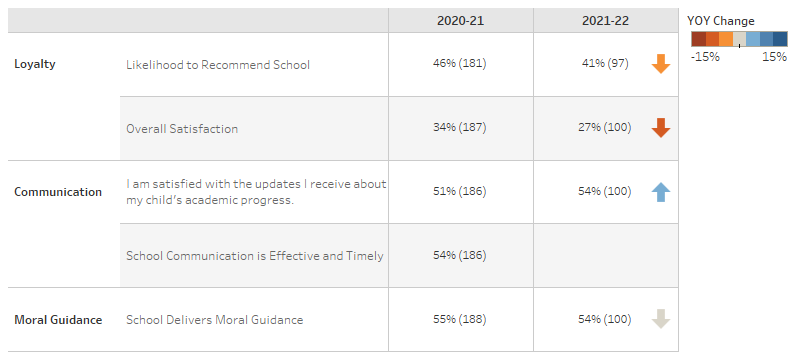 2020-21 2021-22 YOY Change
-15% 15%
Loyalty Likelihood to Recommend School 46% (181) 41% (97)
Overall Satisfaction 34% (187) 27% (100)
Communication I am satisfied with the updates I receive about 51% (186) 54% (100)
my child's academic progress.
School Communication is Effective and Timely 54% (186)
Moral Guidance School Delivers Moral Guidance 55% (188) 54% (100)